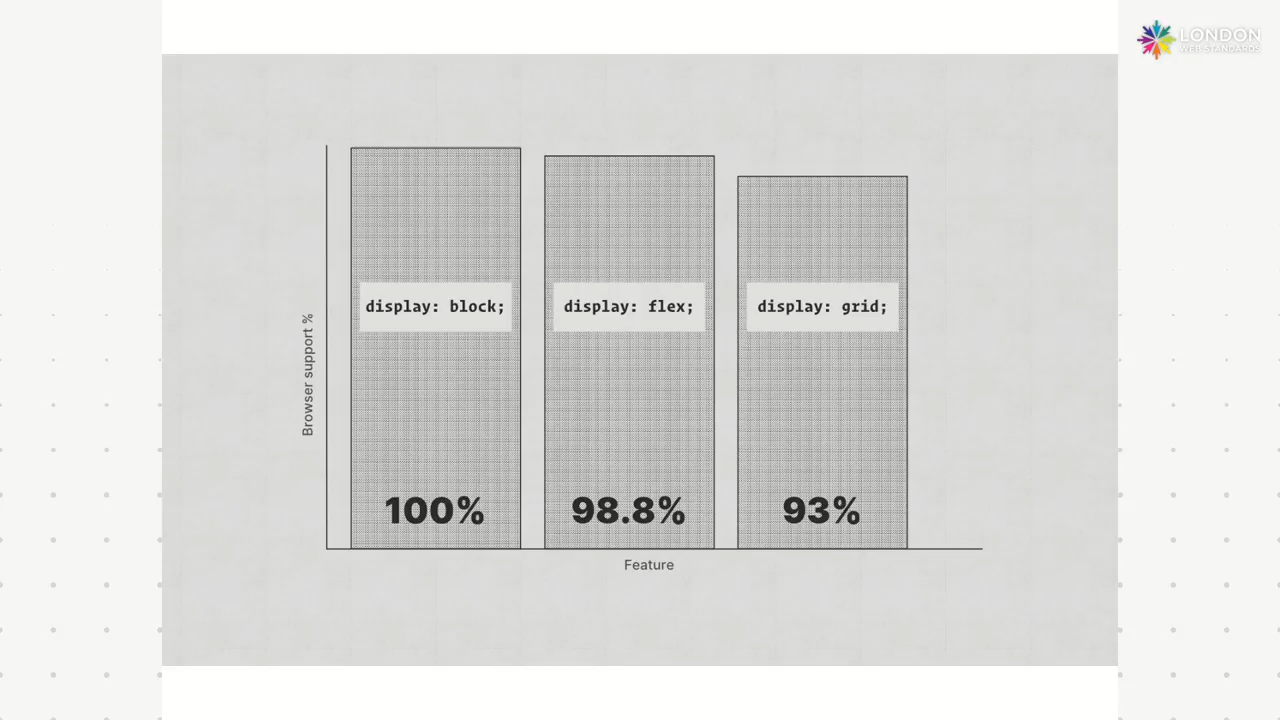 LONDON
WEB STANDARDS
Browser support %
display: block;
display: flex;
display: grid;
100%
98.8%
93%
Feature